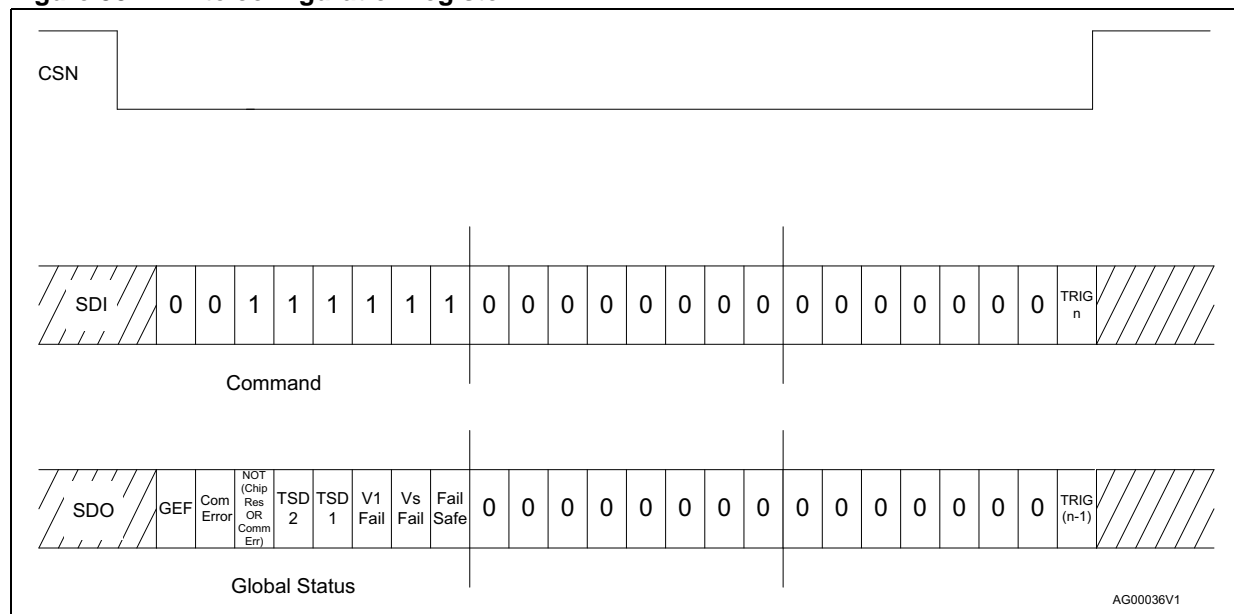 CSN
SDI 0 0 1 1 1 1 1 1 0 0 0 0 0 0 0 0 0 0 0 0 0 0 0 TRIG n
Command
SDO GEF Com Error NOT (Chip Res OR Comm Err) TSD 2 TSD 1 V1 Fail Vs Fail Fail Safe 0 0 0 0 0 0 0 0 0 0 0 0 0 0 0 TRIG (n-1)
Global Status
AG00036V1